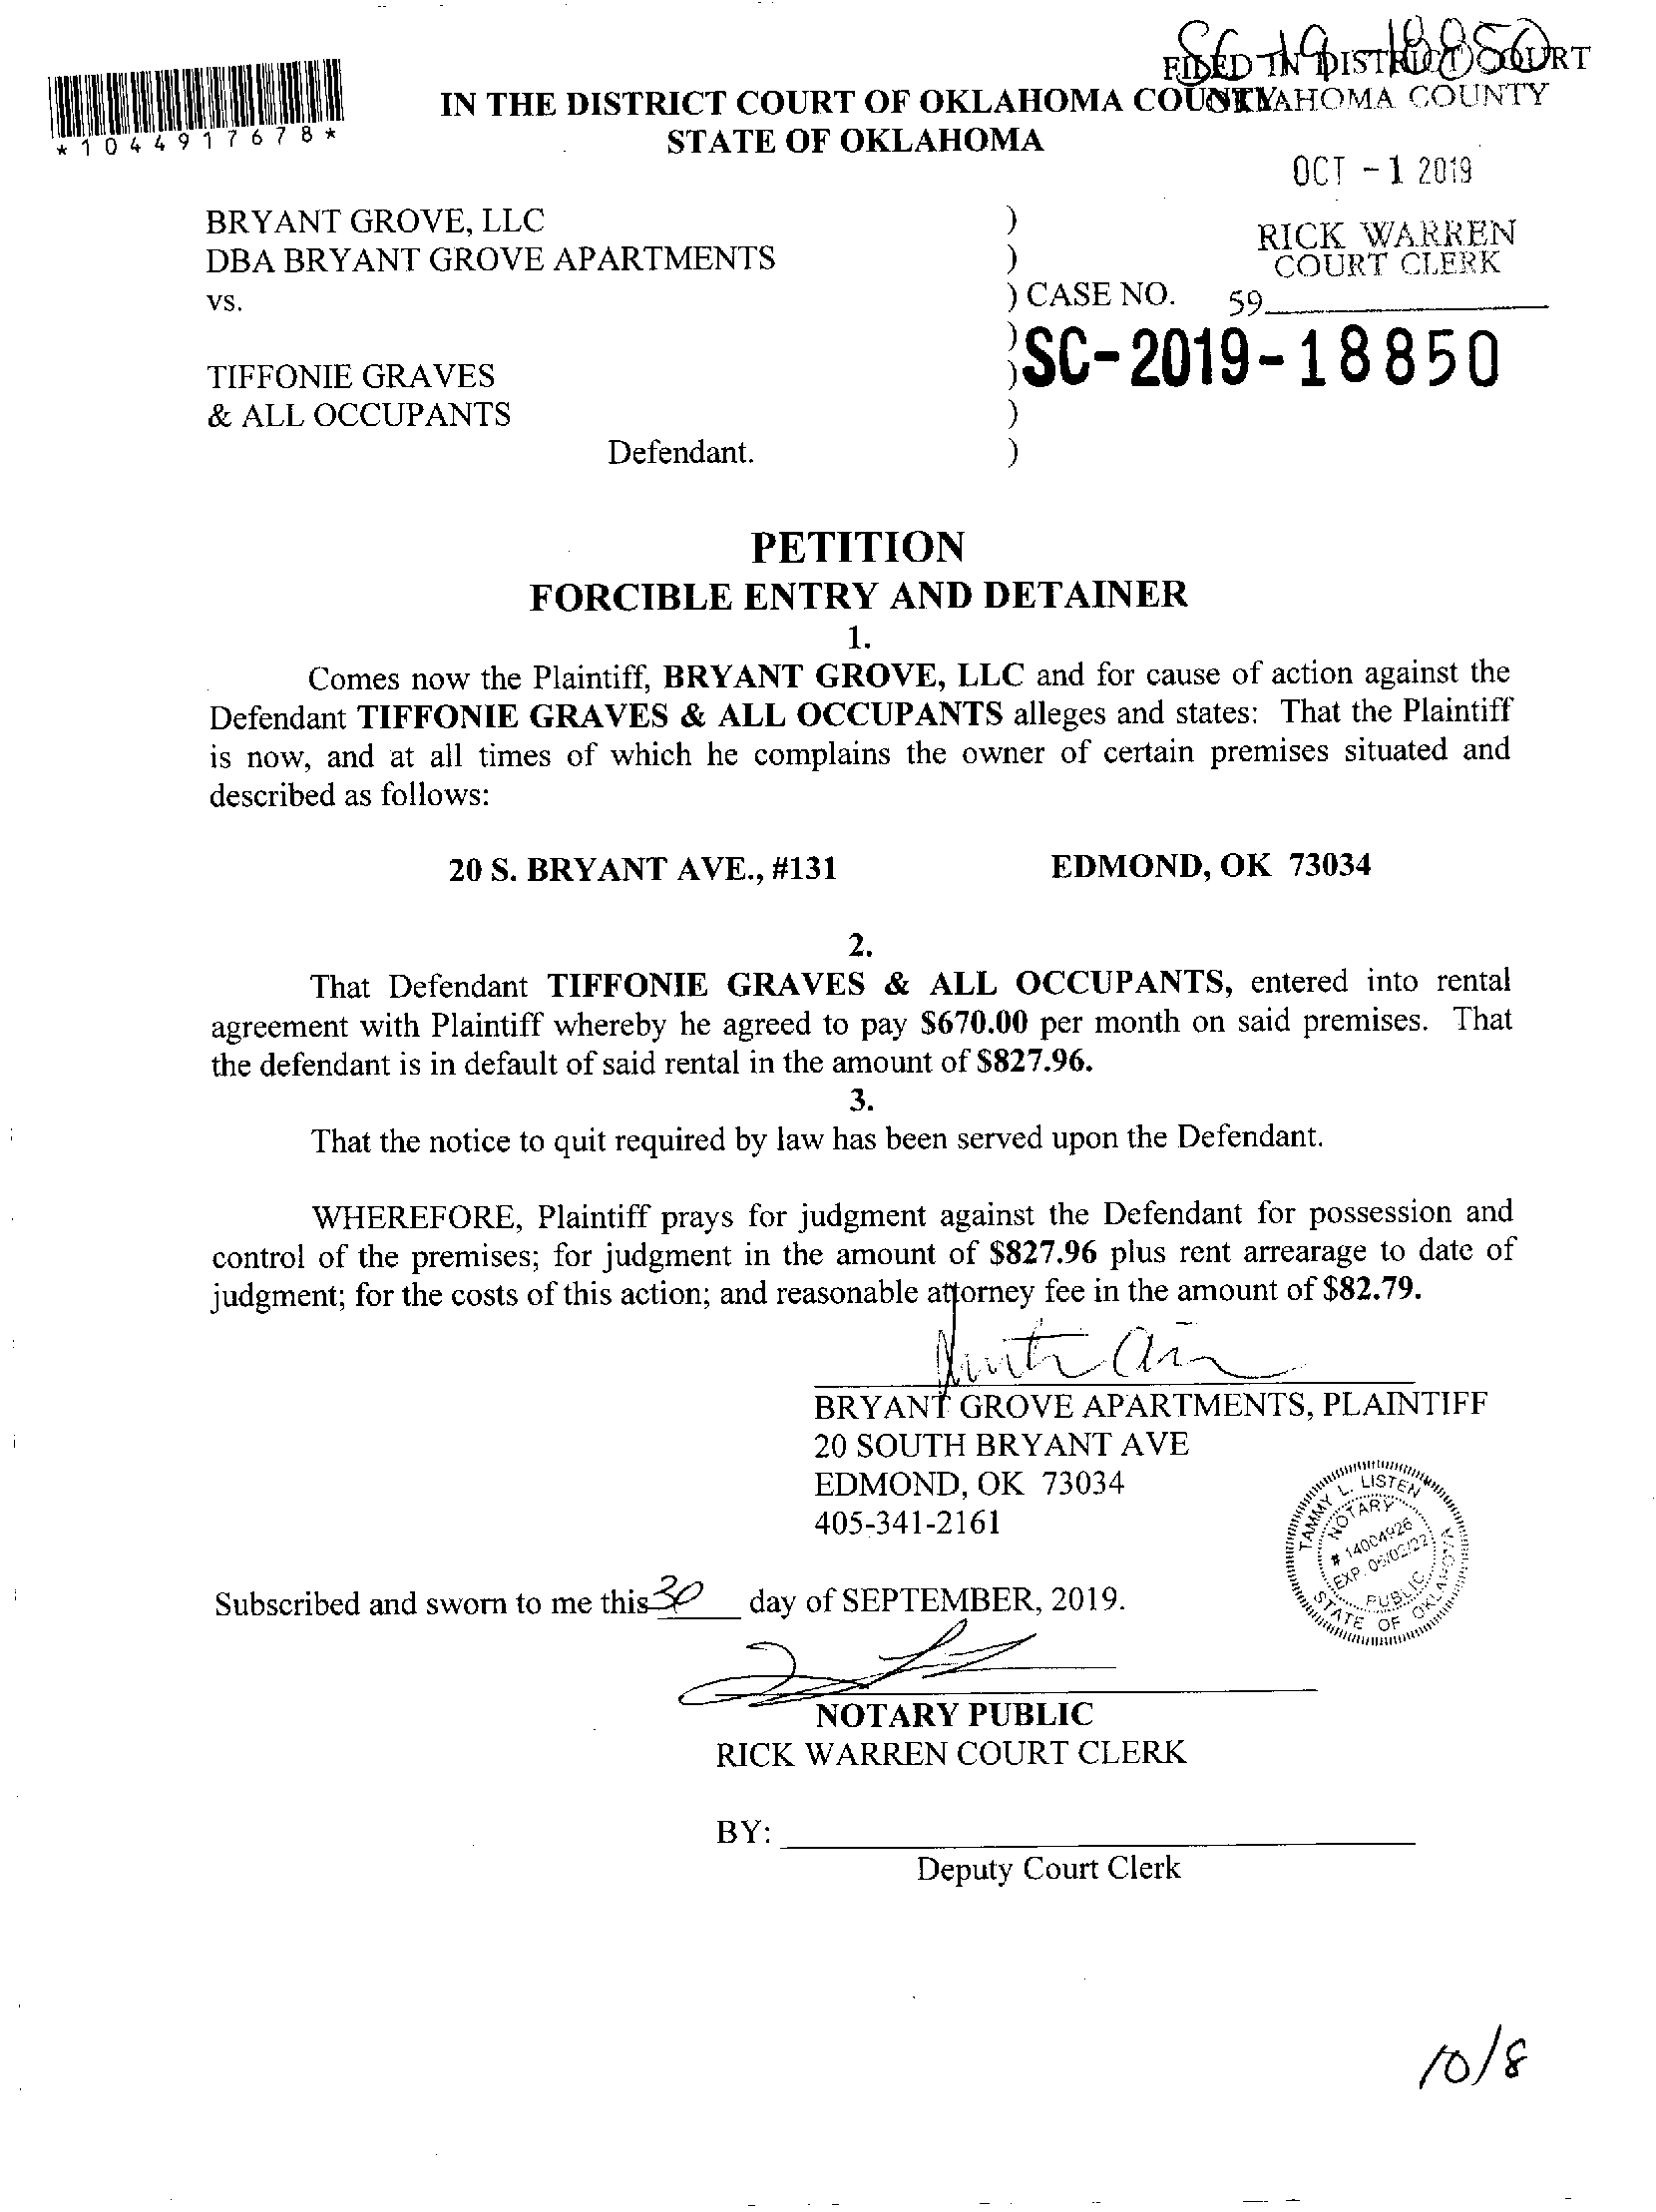 SC-19-18850
FILED IN DISTRICT COURT
IN THE DISTRICT COURT OF OKLAHOMA COUNTY
OKLAHOMA COUNTY
*1044917678*
STATE OF OKLAHOMA
OCT -1 2019
BRYANT GROVE, LLC )
RICK WARREN
DBA BRYANT GROVE APARTMENTS )
COURT CLERK
vs. ) CASE NO.
59
) SC-2019-18850
TIFFONIE GRAVES )
& ALL OCCUPANTS )
Defendant. )
PETITION
FORCIBLE ENTRY AND DETAINER
1.
Comes now the Plaintiff, BRYANT GROVE, LLC and for cause of action against the
Defendant TIFFONIE GRAVES & ALL OCCUPANTS alleges and states: That the Plaintiff
is now, and at all times of which he complains the owner of certain premises situated and
described as follows:
20 S. BRYANT AVE., #131 EDMOND, OK 73034
2.
That Defendant TIFFONIE GRAVES & ALL OCCUPANTS, entered into rental
agreement with Plaintiff whereby he agreed to pay $670.00 per month on said premises. That
the defendant is in default of said rental in the amount of $827.96.
3.
That the notice to quit required by law has been served upon the Defendant.
WHEREFORE, Plaintiff prays for judgment against the Defendant for possession and
control of the premises; for judgment in the amount of $827.96 plus rent arrearage to date of
judgment; for the costs of this action; and reasonable attorney fee in the amount of $82.79.
BRYANT GROVE APARTMENTS, PLAINTIFF
20 SOUTH BRYANT AVE
EDMOND, OK 73034
405-341-2161
TAMMY L. LISTEN
NOTARY
# 14004926
EXP.
PUBLIC
STATE OF OKLAHOMA
Subscribed and sworn to me this 30 day of SEPTEMBER, 2019.
NOTARY PUBLIC
RICK WARREN COURT CLERK
BY:
Deputy Court Clerk
10/8